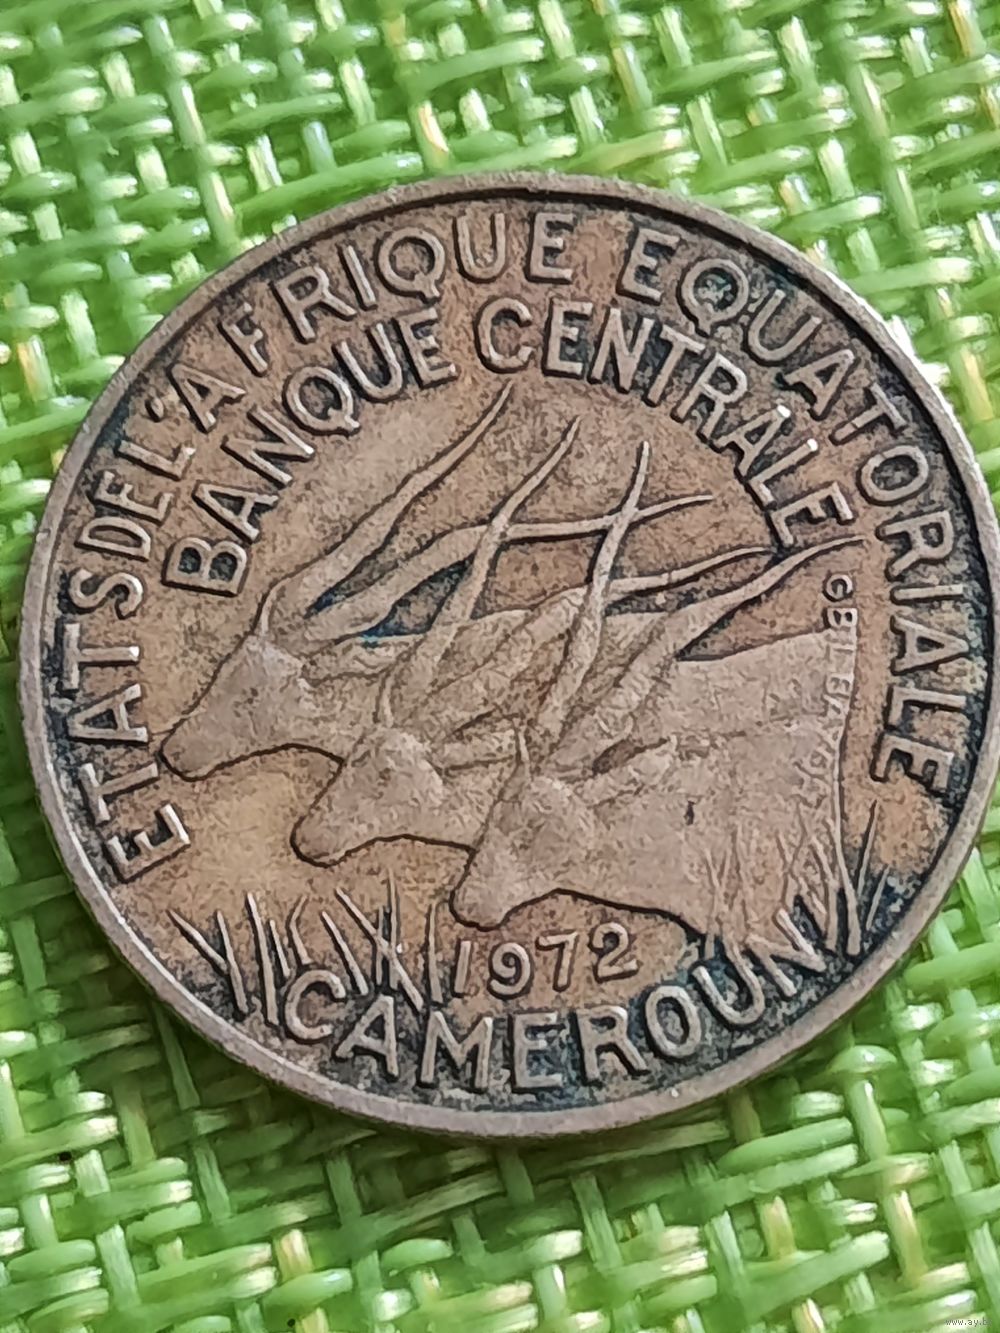 ETATS DE L'AFRIQUE EQUATORIALE
BANQUE CENTRALE
1972
CAMEROUN